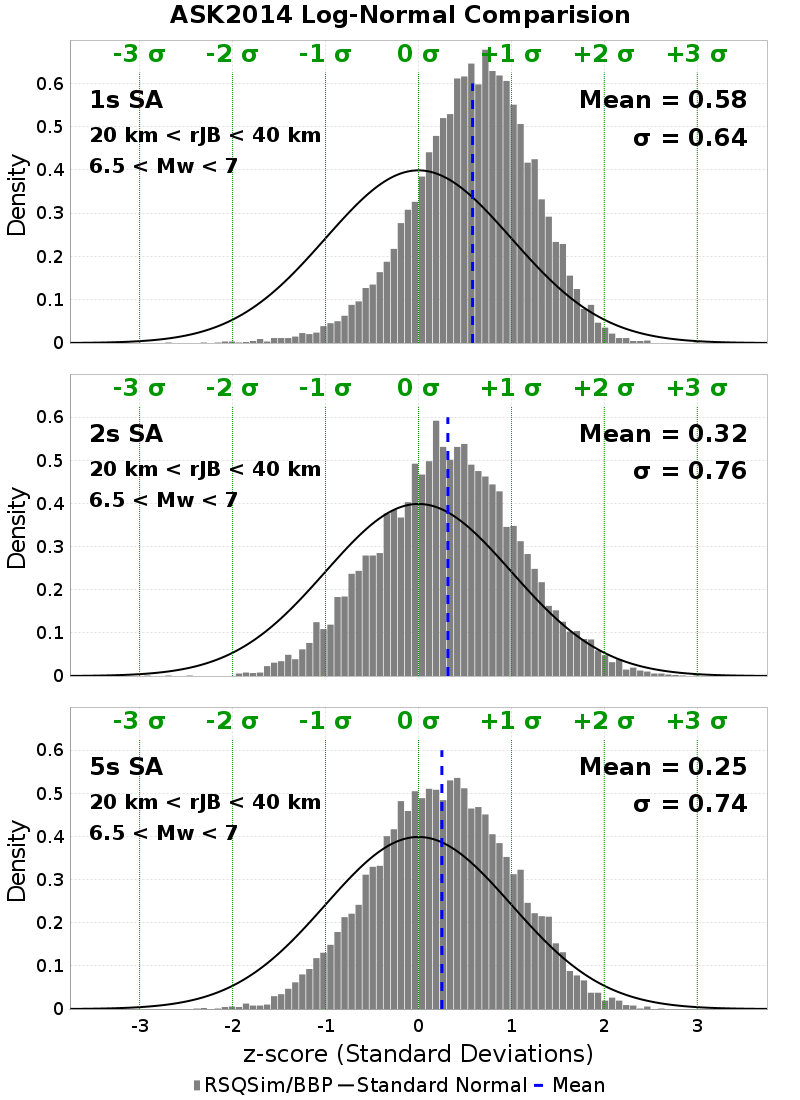 ASK2014 Log-Normal Comparision
-3 σ -2 σ -1 σ 0 σ +1 σ +2 σ +3 σ
1s SA
20 km < rJB < 40 km
6.5 < Mw < 7
Mean = 0.58
σ = 0.64
Density
0.6
0.5
0.4
0.3
0.2
0.1
0
-3 σ -2 σ -1 σ 0 σ +1 σ +2 σ +3 σ
2s SA
20 km < rJB < 40 km
6.5 < Mw < 7
Mean = 0.32
σ = 0.76
Density
0.6
0.5
0.4
0.3
0.2
0.1
0
-3 σ -2 σ -1 σ 0 σ +1 σ +2 σ +3 σ
5s SA
20 km < rJB < 40 km
6.5 < Mw < 7
Mean = 0.25
σ = 0.74
Density
0.6
0.5
0.4
0.3
0.2
0.1
0
-3 -2 -1 0 1 2 3
z-score (Standard Deviations)
RSQSim/BBP Standard Normal Mean